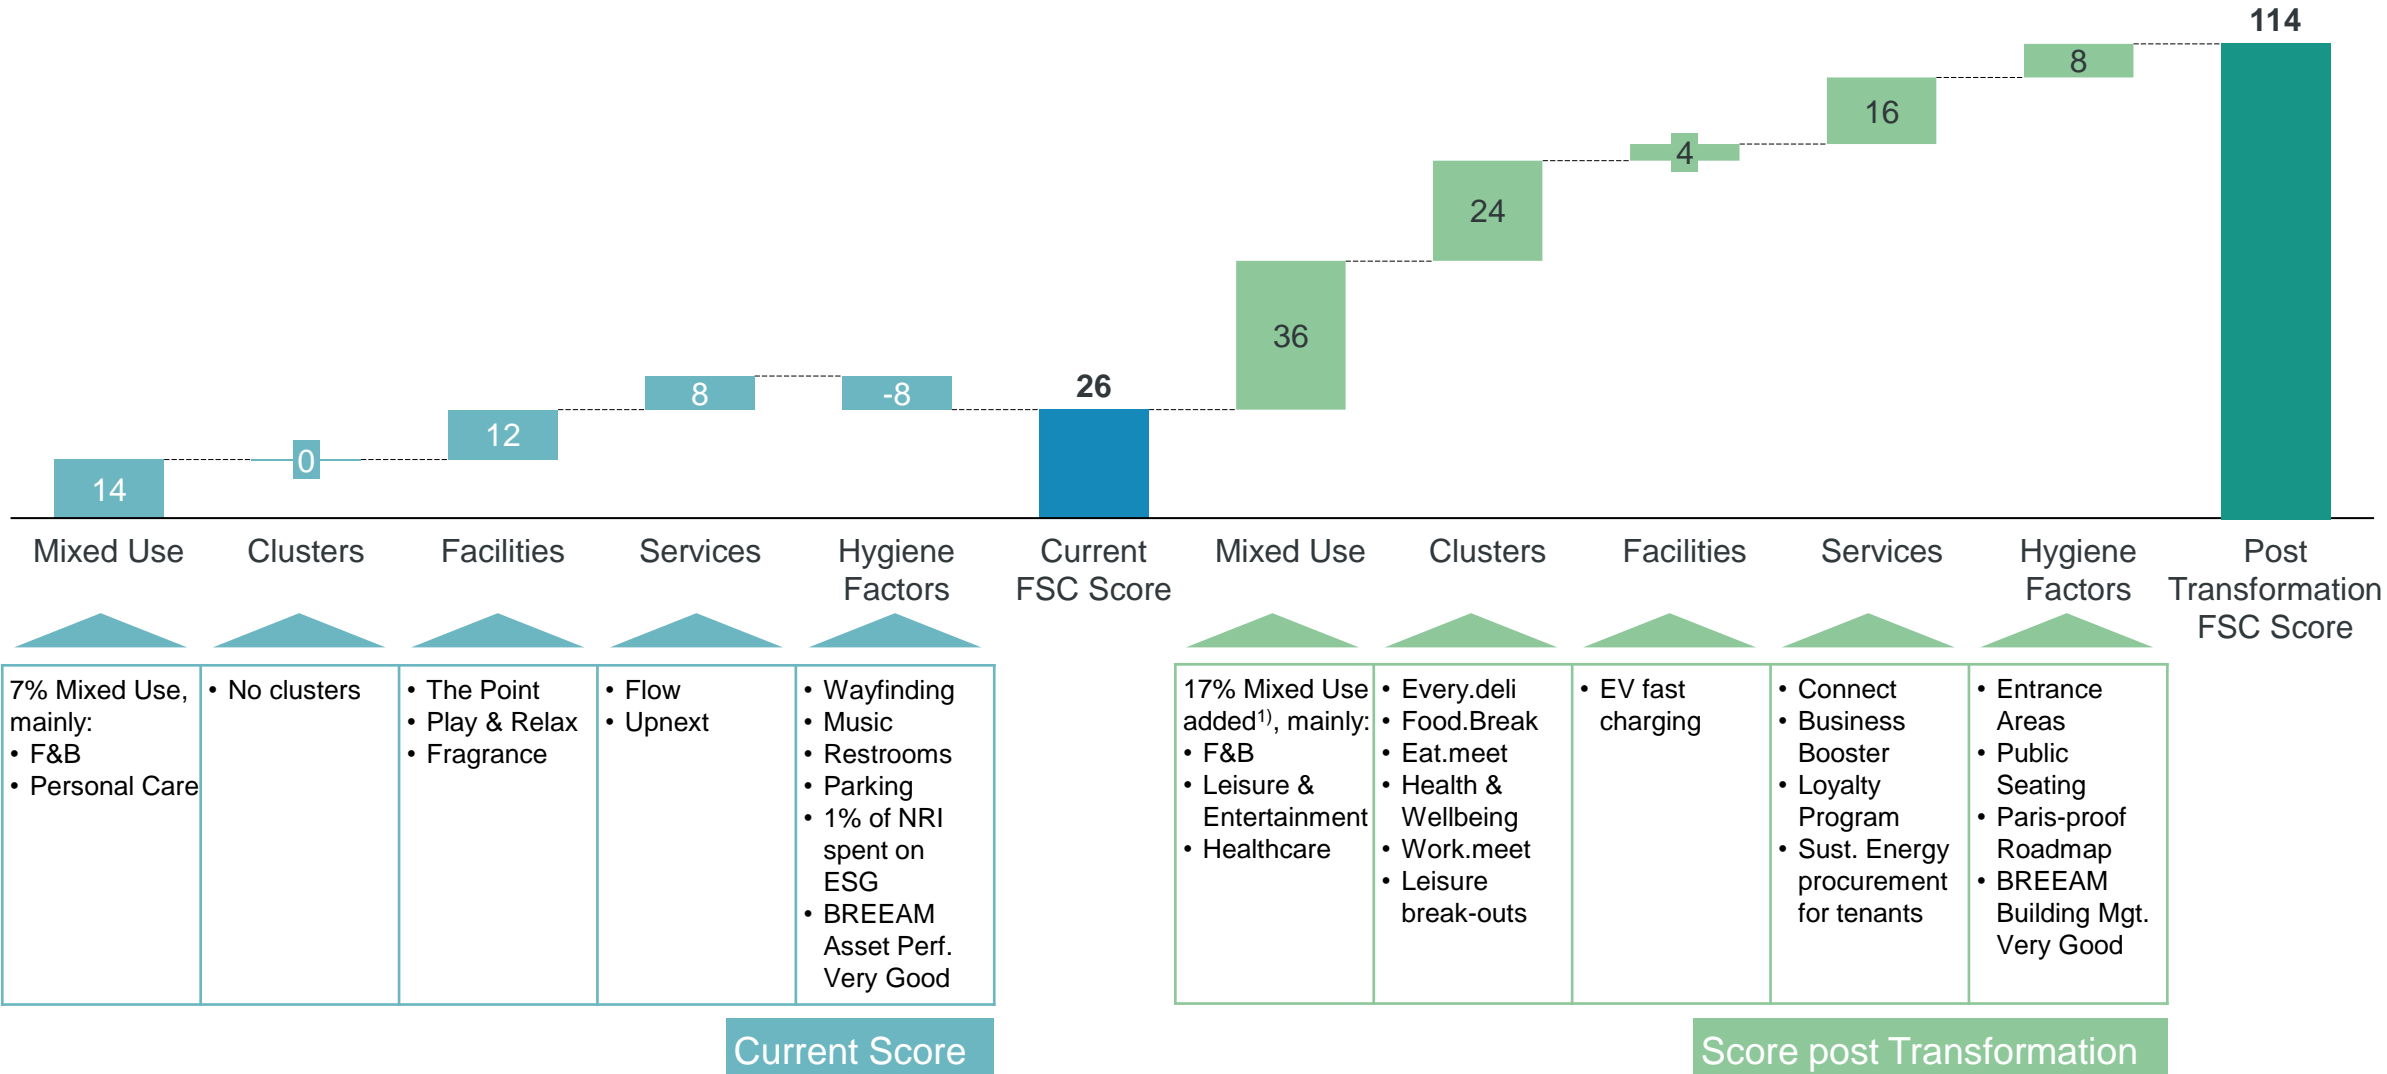 114
8
16
4
24
36
26
8
-8
12
0
14
Mixed Use
Clusters
Facilities
Services
Hygiene
Factors
Current
FSC Score
Mixed Use
Clusters
Facilities
Services
Hygiene
Factors
Post
Transformation
FSC Score
7% Mixed Use,
mainly:
• F&B
• Personal Care
• No clusters
• The Point
• Play & Relax
• Fragrance
• Flow
• Upnext
• Wayfinding
• Music
• Restrooms
• Parking
• 1% of NRI
spent on
ESG
• BREEAM
Asset Perf.
Very Good
17% Mixed Use
added¹⁾, mainly:
• F&B
• Leisure &
Entertainment
• Healthcare
• Every.deli
• Food.Break
• Eat.meet
• Health &
Wellbeing
• Work.meet
• Leisure
break-outs
• EV fast
charging
• Connect
• Business
Booster
• Loyalty
Program
• Sust. Energy
procurement
for tenants
• Entrance
Areas
• Public
Seating
• Paris-proof
Roadmap
• BREEAM
Building Mgt.
Very Good
Current Score
Score post Transformation